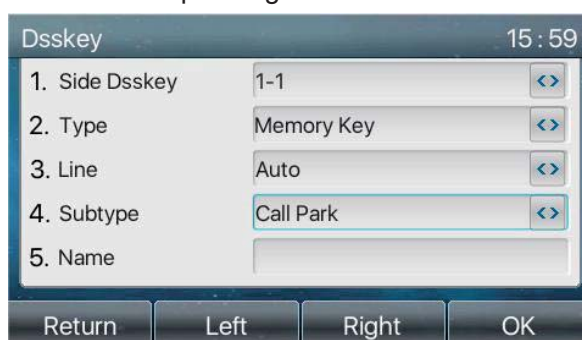 Dsskey 15:59
1. Side Dsskey 1-1
2. Type Memory Key
3. Line Auto
4. Subtype Call Park
5. Name
Return Left Right OK